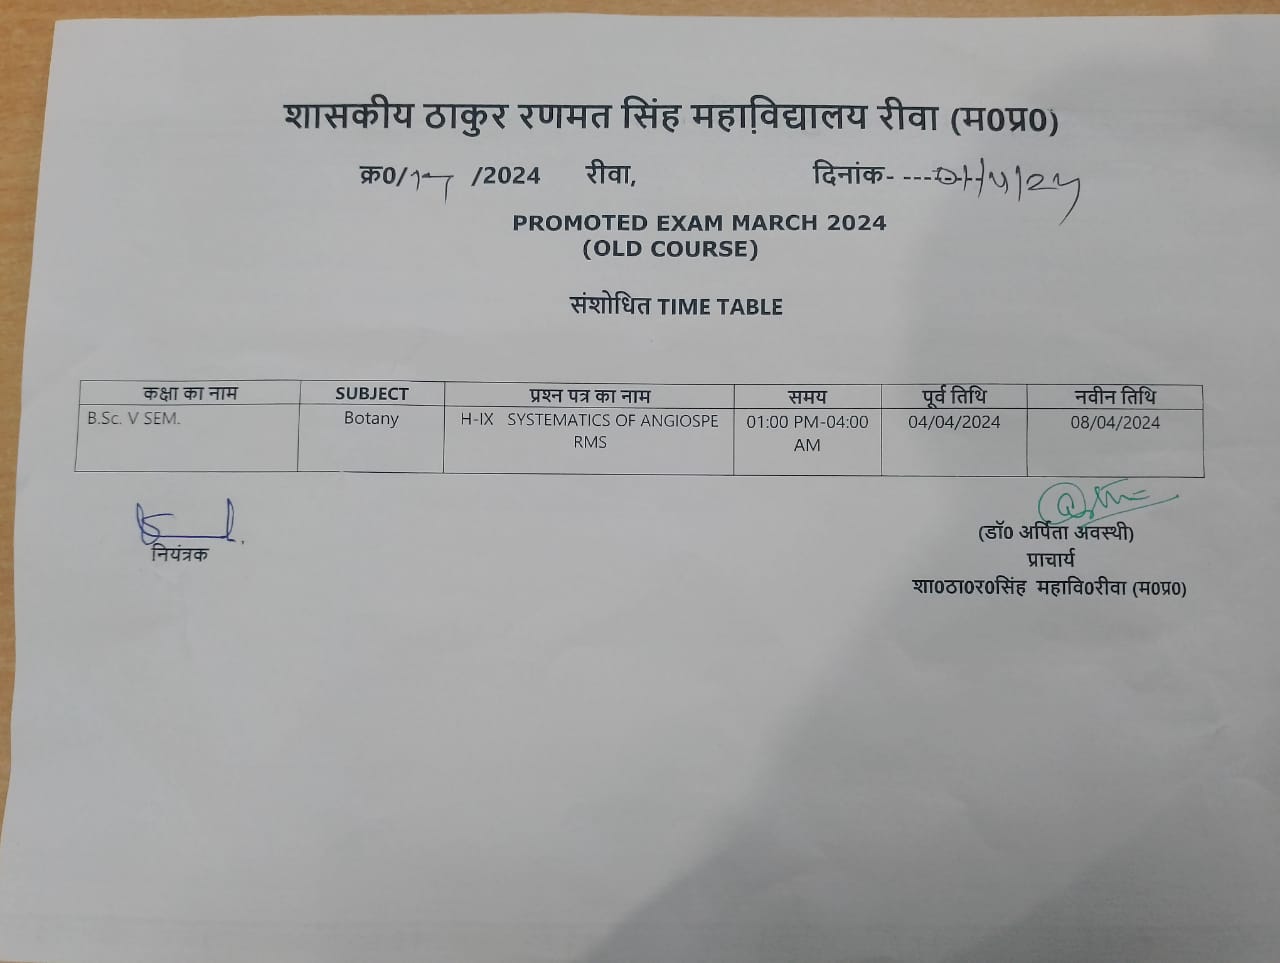 शासकीय ठाकुर रणमत सिंह महाविद्यालय रीवा (म0प्र0)
क्र0/17 /2024 रीवा, दिनांक- ---01/4/24
PROMOTED EXAM MARCH 2024
(OLD COURSE)
संशोधित TIME TABLE
कक्षा का नाम SUBJECT प्रश्न पत्र का नाम समय पूर्व तिथि नवीन तिथि
B.Sc. V SEM. Botany H-IX SYSTEMATICS OF ANGIOSPE 01:00 PM-04:00 04/04/2024 08/04/2024
RMS AM
नियंत्रक
(डॉ0 अर्पिता अवस्थी)
प्राचार्य
शा0ठा0र0सिंह महावि0रीवा (म0प्र0)